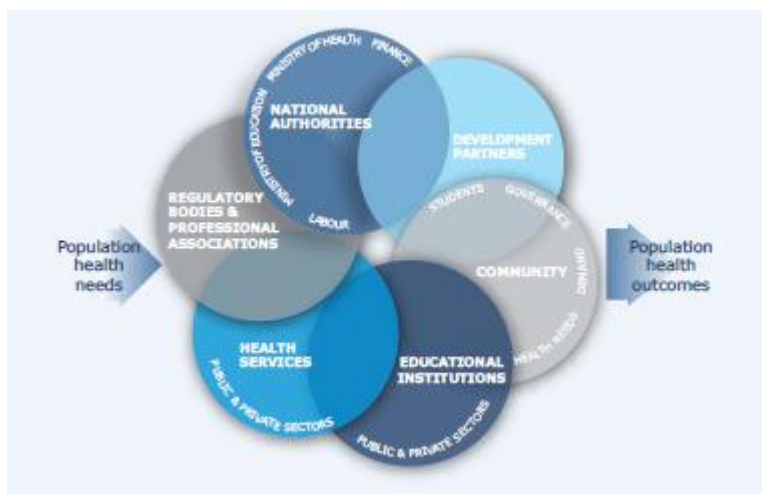 MINISTRY OF HEALTH
FINANCE
MINISTRY OF EDUCATION
LABOUR
NATIONAL
AUTHORITIES
DEVELOPMENT
PARTNERS
REGULATORY
BODIES &
PROFESSIONAL
ASSOCIATIONS
STUDENTS
GOVERNANCE
DEMAND
HEALTH NEEDS
COMMUNITY
Population
health
needs
Population
health
outcomes
HEALTH
SERVICES
PUBLIC & PRIVATE SECTORS
EDUCATIONAL
INSTITUTIONS
PUBLIC & PRIVATE SECTORS